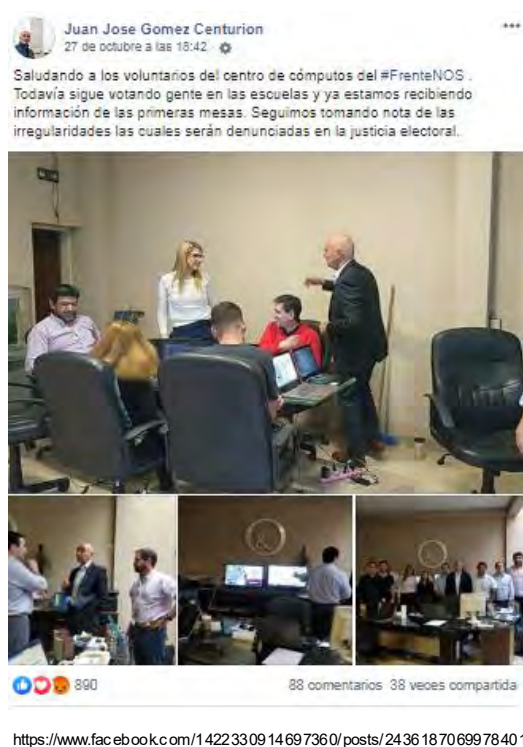 Juan Jose Gomez Centurion
27 de octubre a las 18:42 ·
Saludando a los voluntarios del centro de cómputos del #FrenteNOS .
Todavía sigue votando gente en las escuelas y ya estamos recibiendo
información de las primeras mesas. Seguimos tomando nota de las
irregularidades las cuales serán denunciadas en la justicia electoral.
890
88 comentarios 38 veces compartida
https://www.facebook.com/1422330914697360/posts/2436187069978401